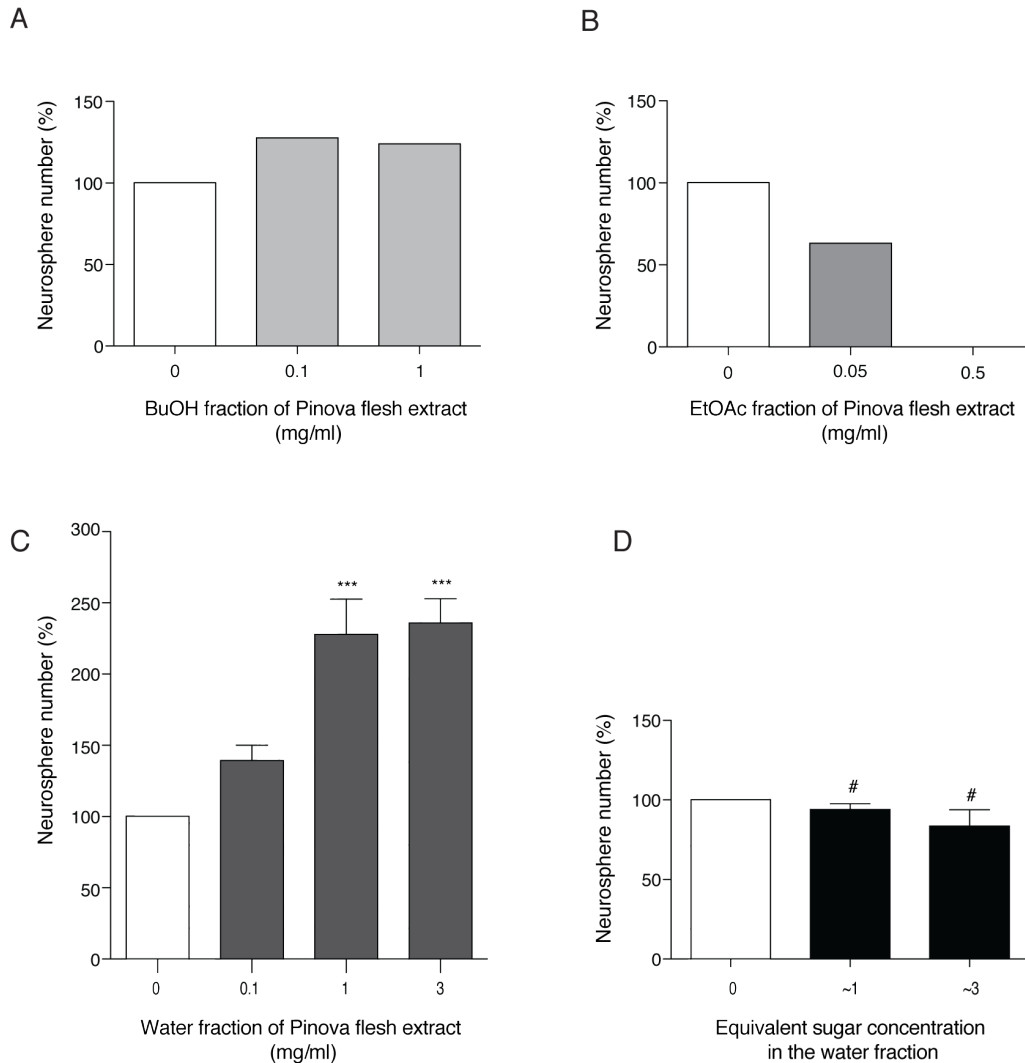 A
Neurosphere number (%)
150
100
50
0
0 0.1 1
BuOH fraction of Pinova flesh extract
(mg/ml)
B
Neurosphere number (%)
150
100
50
0
0 0.05 0.5
EtOAc fraction of Pinova flesh extract
(mg/ml)
C
Neurosphere number (%)
300
250
200
150
100
50
0
*** ***
0 0.1 1 3
Water fraction of Pinova flesh extract
(mg/ml)
D
Neurosphere number (%)
150
100
50
0
# #
0 ~1 ~3
Equivalent sugar concentration
in the water fraction